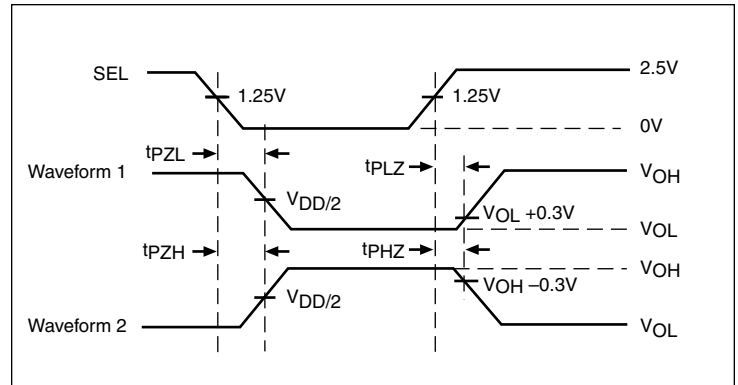 SEL
1.25V
1.25V
2.5V
0V
tPZL
tPLZ
Waveform 1
VDD/2
VOH
VOL +0.3V
VOL
tPZH
tPHZ
VOH
VOH –0.3V
VDD/2
Waveform 2
VOL